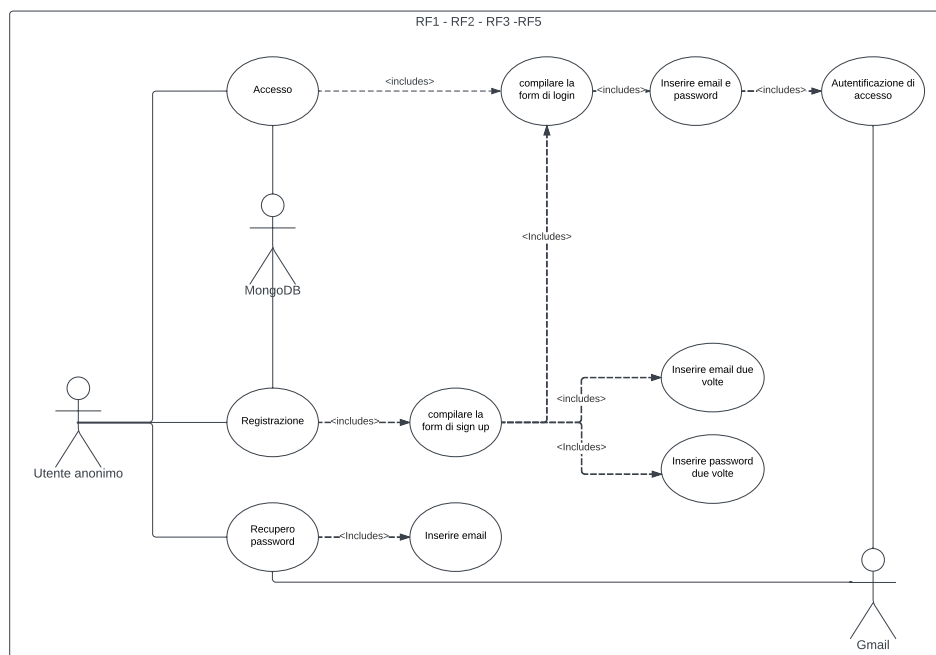 RF1 - RF2 - RF3 -RF5
Accesso
<includes>
compilare la
form di login
<includes>
Inserire email e
password
<includes>
Autentificazione di
accesso
MongoDB
<Includes>
Utente anonimo
Registrazione
<includes>
compilare la
form di sign up
<includes>
Inserire email due
volte
<Includes>
Inserire password
due volte
Recupero
password
<Includes>
Inserire email
Gmail